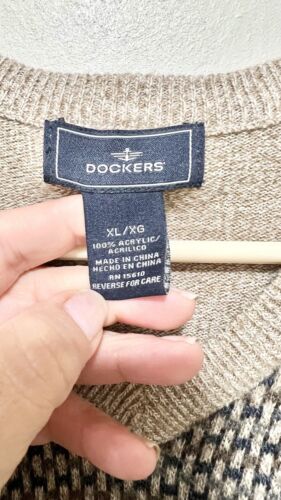 DOCKERS
XL/XG
100% ACRYLIC/
ACRILICO
MADE IN CHINA
HECHO EN CHINA
RN 15610
REVERSE FOR CARE